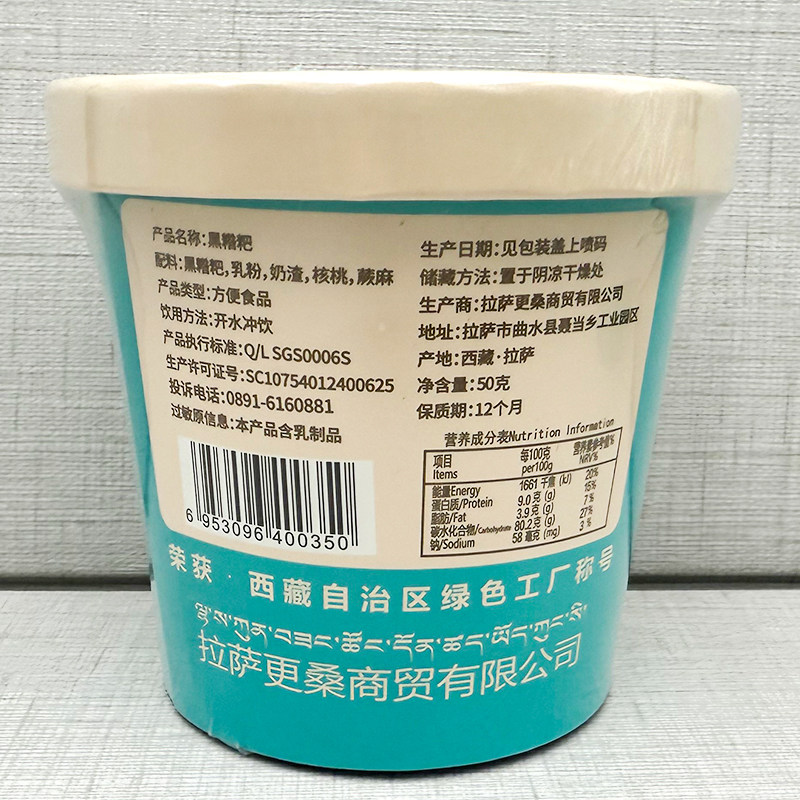 产品名称:黑糌粑
配料:黑糌粑,乳粉,奶渣,核桃,蕨麻
产品类型:方便食品
饮用方法:开水冲饮
产品执行标准:Q/L SGS0006S
生产许可证号:SC10754012400625
投诉电话:0891-6160881
过敏原信息:本产品含乳制品
6 953096 400350
生产日期:见包装盖上喷码
储藏方法:置于阴凉干燥处
生产商:拉萨更桑商贸有限公司
地址:拉萨市曲水县聂当乡工业园区
产地:西藏·拉萨
净含量:50克
保质期:12个月
营养成分表Nutrition Information
项目 Items 每100克 per100g 营养素参考值% NRV%
能量Energy 1661 千焦 (kJ) 20%
蛋白质/Protein 9.0 克 (g) 15%
脂肪/Fat 3.9 克 (g) 7%
碳水化合物/Carbohydrate 80.2 克 (g) 27%
钠/Sodium 58 毫克 (mg) 3%
荣获·西藏自治区绿色工厂称号
拉萨更桑商贸有限公司